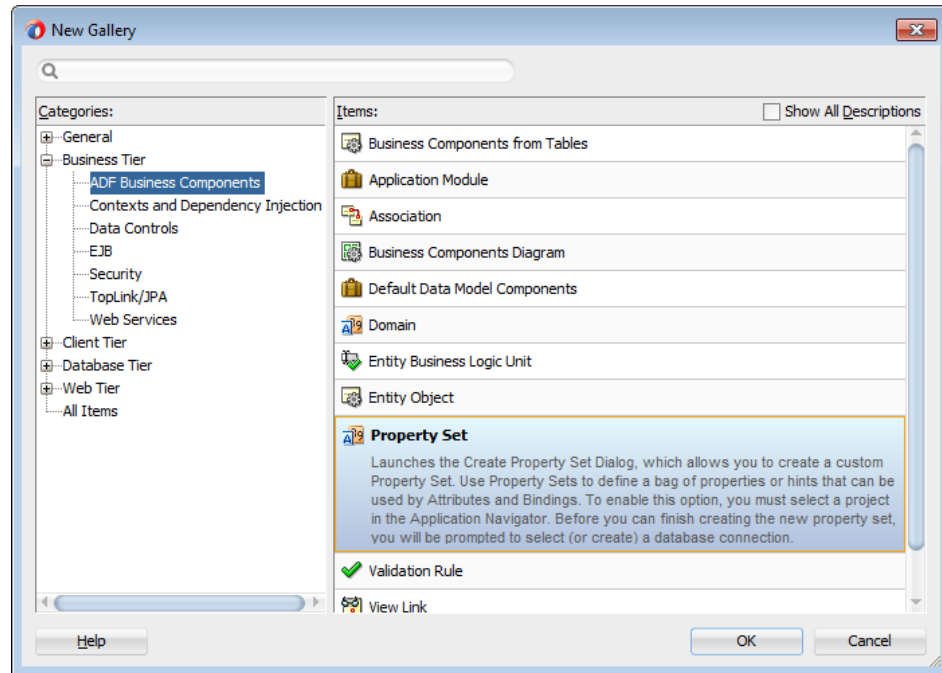 New Gallery
Categories:
Items:
Show All Descriptions
General
Business Tier
ADF Business Components
Contexts and Dependency Injection
Data Controls
EJB
Security
TopLink/JPA
Web Services
Client Tier
Database Tier
Web Tier
All Items
Business Components from Tables
Application Module
Association
Business Components Diagram
Default Data Model Components
Domain
Entity Business Logic Unit
Entity Object
Property Set
Launches the Create Property Set Dialog, which allows you to create a custom
Property Set. Use Property Sets to define a bag of properties or hints that can be
used by Attributes and Bindings. To enable this option, you must select a project
in the Application Navigator. Before you can finish creating the new property set,
you will be prompted to select (or create) a database connection.
Validation Rule
View Link
Help
OK
Cancel